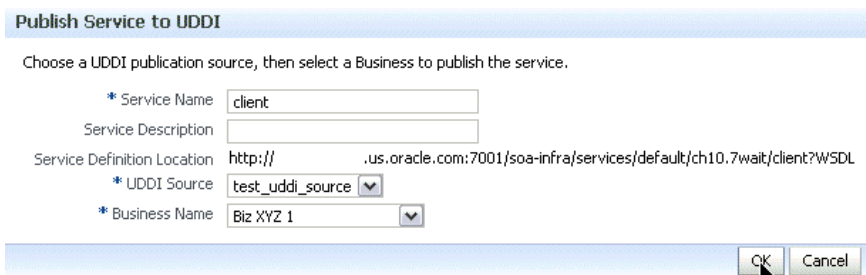 Publish Service to UDDI
Choose a UDDI publication source, then select a Business to publish the service.
* Service Name client
Service Description
Service Definition Location http:// .us.oracle.com:7001/soa-infra/services/default/ch10.7wait/client?WSDL
* UDDI Source test_uddi_source
* Business Name Biz XYZ 1
OK Cancel